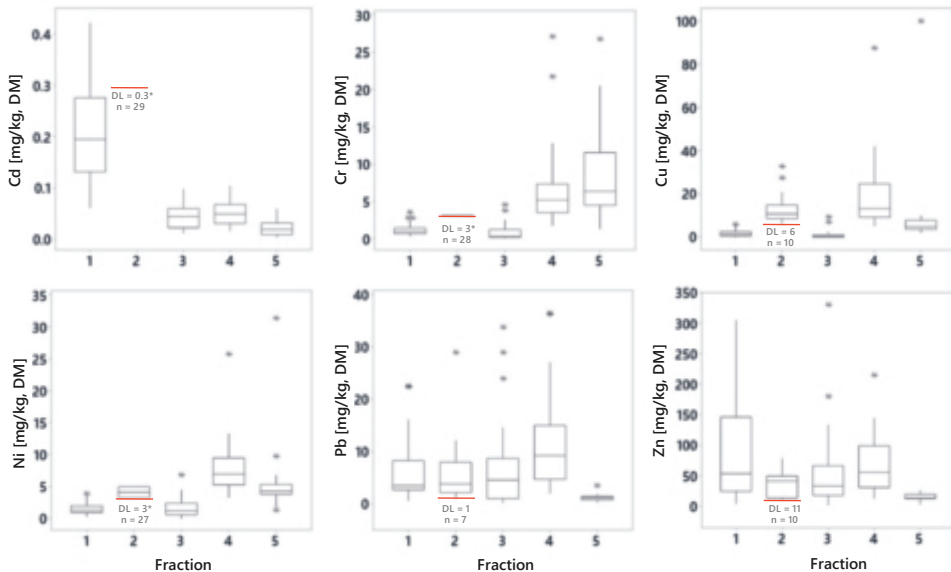 Cd [mg/kg, DM]
0.4
0.3
0.2
0.1
0.0
DL = 0.3*
n = 29
1 2 3 4 5
Cr [mg/kg, DM]
30
25
20
15
10
5
0
DL = 3*
n = 28
1 2 3 4 5
Cu [mg/kg, DM]
100
80
60
40
20
0
DL = 6
n = 10
1 2 3 4 5
Ni [mg/kg, DM]
35
30
25
20
15
10
5
0
DL = 3*
n = 27
1 2 3 4 5
Fraction
Pb [mg/kg, DM]
40
30
20
10
0
DL = 1
n = 7
1 2 3 4 5
Fraction
Zn [mg/kg, DM]
350
300
250
200
150
100
50
0
DL = 11
n = 10
1 2 3 4 5
Fraction